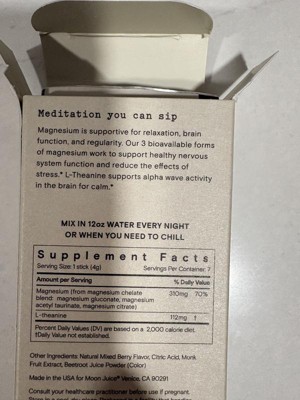 Meditation you can sip
Magnesium is supportive for relaxation, brain
function, and regularity. Our 3 bioavailable forms
of magnesium work to support healthy nervous
system function and reduce the effects of
stress.* L-Theanine supports alpha wave activity
in the brain for calm.*
MIX IN 12oz WATER EVERY NIGHT
OR WHEN YOU NEED TO CHILL
Supplement Facts
Serving Size: 1 stick (4g) Servings Per Container: 7
Amount per Serving % Daily Value
Magnesium (from magnesium chelate 310mg 70%
blend: magnesium gluconate, magnesium
acetyl taurinate, magnesium citrate)
L-theanine 112mg †
Percent Daily Values (DV) are based on a 2,000 calorie diet.
†Daily Value not established.
Other Ingredients: Natural Mixed Berry Flavor, Citric Acid, Monk
Fruit Extract, Beetroot Juice Powder (Color)
Made in the USA for Moon Juice® Venice, CA 90291
Consult your healthcare practitioner before use if pregnant.